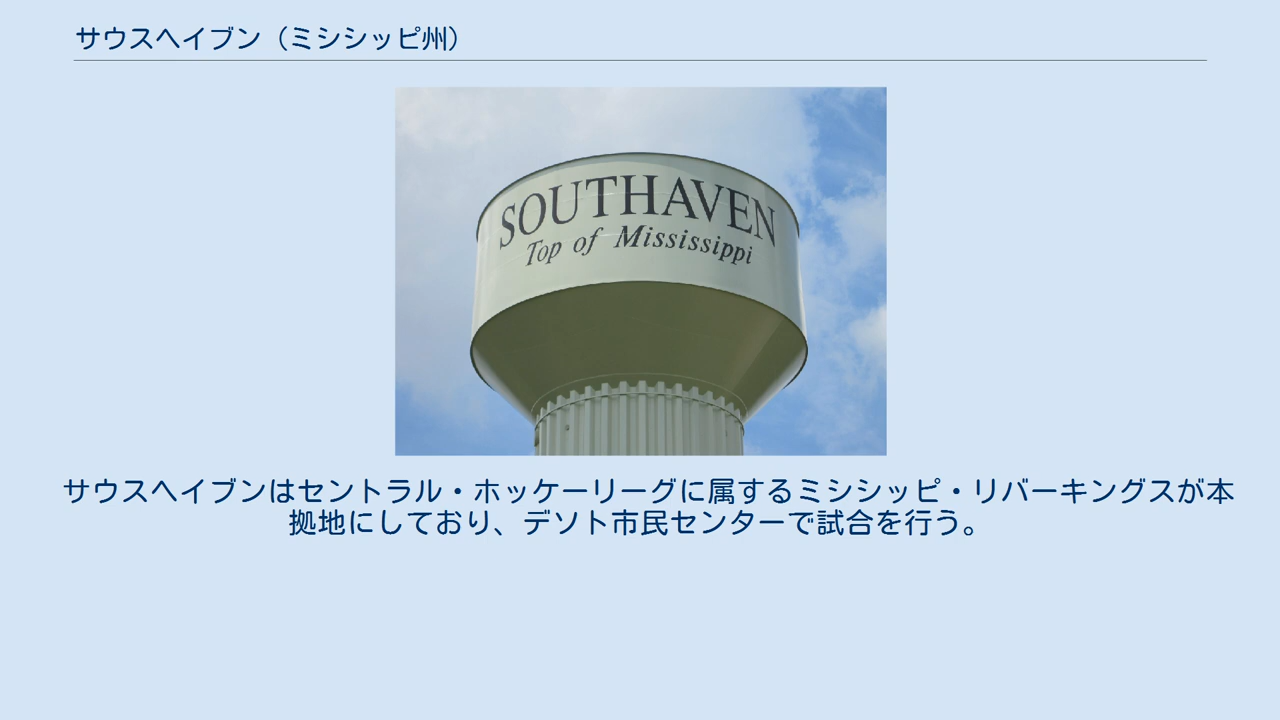 サウスヘイブン（ミシシッピ州）
SOUTHAVEN
Top of Mississippi
サウスヘイブンはセントラル・ホッケーリーグに属するミシシッピ・リバーキングスが本
拠地にしており、デソト市民センターで試合を行う。